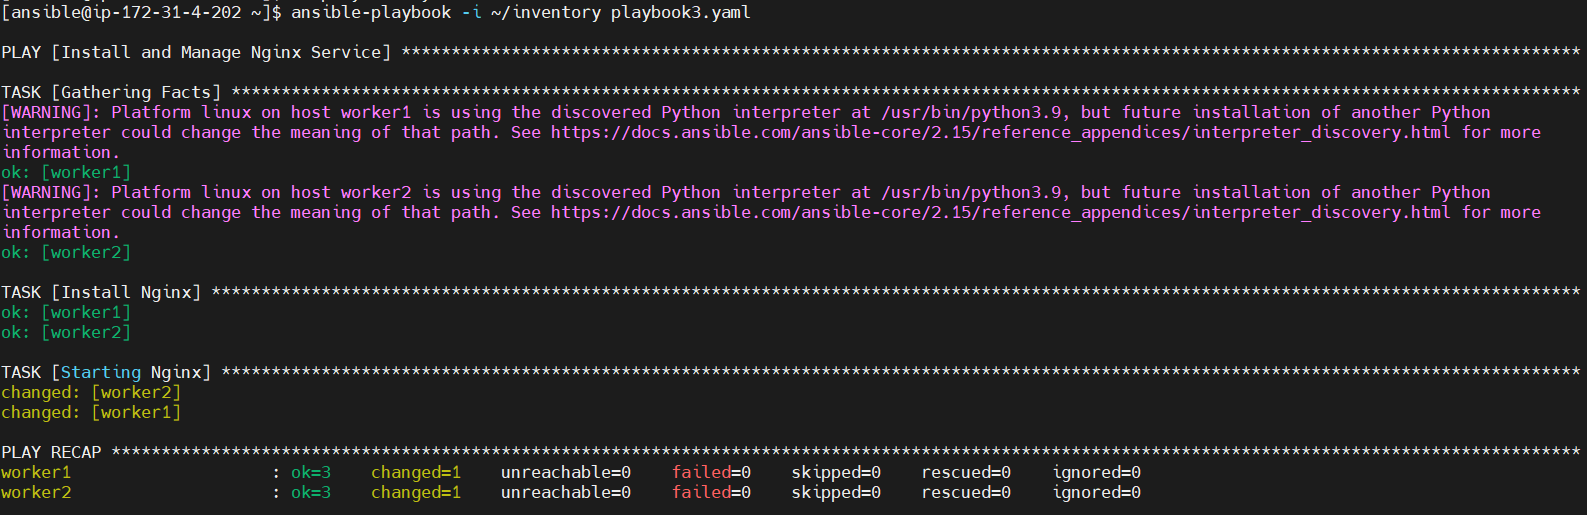 [ansible@ip-172-31-4-202 ~]$ ansible-playbook -i ~/inventory playbook3.yaml
PLAY [Install and Manage Nginx Service] **********************************************************************************************************************
TASK [Gathering Facts] ***************************************************************************************************************************************
[WARNING]: Platform linux on host worker1 is using the discovered Python interpreter at /usr/bin/python3.9, but future installation of another Python
interpreter could change the meaning of that path. See https://docs.ansible.com/ansible-core/2.15/reference_appendices/interpreter_discovery.html for more
information.
ok: [worker1]
[WARNING]: Platform linux on host worker2 is using the discovered Python interpreter at /usr/bin/python3.9, but future installation of another Python
interpreter could change the meaning of that path. See https://docs.ansible.com/ansible-core/2.15/reference_appendices/interpreter_discovery.html for more
information.
ok: [worker2]
TASK [Install Nginx] *****************************************************************************************************************************************
ok: [worker1]
ok: [worker2]
TASK [Starting Nginx] ****************************************************************************************************************************************
changed: [worker2]
changed: [worker1]
PLAY RECAP ***************************************************************************************************************************************************
worker1                    : ok=3    changed=1    unreachable=0    failed=0    skipped=0    rescued=0    ignored=0
worker2                    : ok=3    changed=1    unreachable=0    failed=0    skipped=0    rescued=0    ignored=0